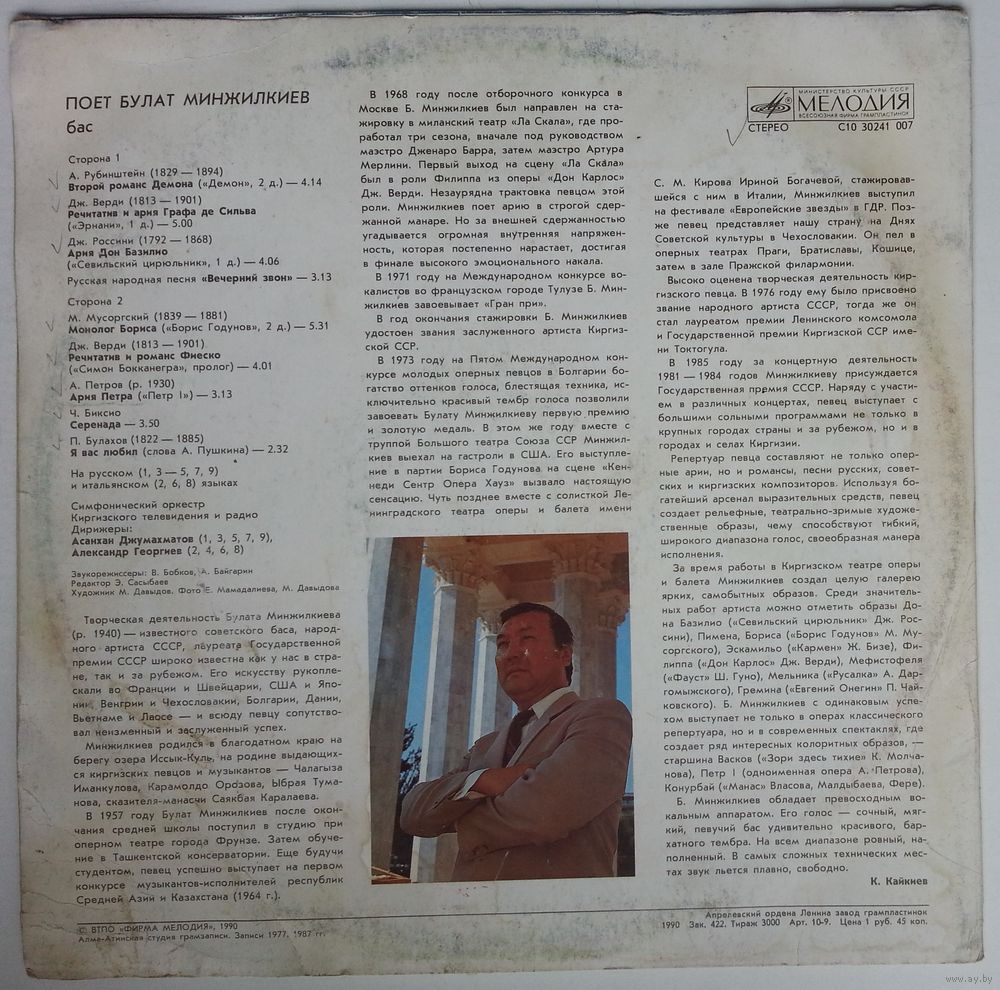 ПОЕТ БУЛАТ МИНЖИЛКИЕВ
бас
Сторона 1
А. Рубинштейн (1829 — 1894)
Второй романс Демона («Демон», 2 д.) — 4.14
Дж. Верди (1813 — 1901)
Речитатив и ария Графа де Сильва
(«Эрнани», 1 д.) — 5.00
Дж. Россини (1792 — 1868)
Ария Дон Базилио
(«Севильский цирюльник», 1 д.) — 4.06
Русская народная песня «Вечерний звон» — 3.13
Сторона 2
М. Мусоргский (1839 — 1881)
Монолог Бориса («Борис Годунов», 2 д.) — 5.31
Дж. Верди (1813 — 1901)
Речитатив и романс Фиеско
(«Симон Бокканегра», пролог) — 4.01
А. Петров (р. 1930)
Ария Петра («Петр I») — 3.13
Ч. Биксио
Серенада — 3.50
П. Булахов (1822 — 1885)
Я вас любил (слова А. Пушкина) — 2.32
На русском (1, 3 — 5, 7, 9)
и итальянском (2, 6, 8) языках
Симфонический оркестр
Киргизского телевидения и радио
Дирижеры:
Асанхан Джумахматов (1, 3, 5, 7, 9),
Александр Георгиев (2, 4, 6, 8)
Звукорежиссеры: В. Бобков, А. Байгарин
Редактор Э. Сасыбаев
Художник М. Давыдов. Фото Е. Мамадалиева, М. Давыдова
Творческая деятельность Булата Минжилкиева
(р. 1940) — известного советского баса, народ-
ного артиста СССР, лауреата Государственной
премии СССР широко известна как у нас в стра-
не, так и за рубежом. Его искусству рукопле-
скали во Франции и Швейцарии, США и Япо-
нии, Венгрии и Чехословакии, Болгарии, Дании,
Вьетнаме и Лаосе — и всюду певцу сопутство-
вал неизменный и заслуженный успех.
Минжилкиев родился в благодатном краю на
берегу озера Иссык-Куль, на родине выдающих-
ся киргизских певцов и музыкантов — Чалагыза
Иманкулова, Карамолдо Орозова, Ыбрая Тума-
нова, сказителя-манасчи Саякбая Каралаева.
В 1957 году Булат Минжилкиев после окон-
чания средней школы поступил в студию при
оперном театре города Фрунзе. Затем обуче-
ние в Ташкентской консерватории. Еще будучи
студентом, певец успешно выступает на первом
конкурсе музыкантов-исполнителей республик
Средней Азии и Казахстана (1964 г.).
В 1968 году после отборочного конкурса в
Москве Б. Минжилкиев был направлен на ста-
жировку в миланский театр «Ла Скала», где про-
работал три сезона, вначале под руководством
маэстро Дженаро Барра, затем маэстро Артура
Мерлини. Первый выход на сцену «Ла Скала»
был в роли Филиппа из оперы «Дон Карлос»
Дж. Верди. Незаурядна трактовка певцом этой
роли. Минжилкиев поет арию в строгой сдер-
жанной манаре. Но за внешней сдержанностью
угадывается огромная внутренняя напряжен-
ность, которая постепенно нарастает, достигая
в финале высокого эмоционального накала.
В 1971 году на Международном конкурсе во-
калистов во французском городе Тулузе Б. Мин-
жилкиев завоевывает «Гран при».
В год окончания стажировки Б. Минжилкиев
удостоен звания заслуженного артиста Киргиз-
ской ССР.
В 1973 году на Пятом Международном кон-
курсе молодых оперных певцов в Болгарии бо-
гатство оттенков голоса, блестящая техника, ис-
ключительно красивый тембр голоса позволили
завоевать Булату Минжилкиеву первую премию
и золотую медаль. В этом же году вместе с
труппой Большого театра Союза ССР Минжил-
киев выехал на гастроли в США. Его выступле-
ние в партии Бориса Годунова на сцене «Кен-
неди Сентр Опера Хауз» вызвало настоящую
сенсацию. Чуть позднее вместе с солисткой Ле-
нинградского театра оперы и балета имени
МИНИСТЕРСТВО КУЛЬТУРЫ СССР
МЕЛОДИЯ
ВСЕСОЮЗНАЯ ФИРМА ГРАМПЛАСТИНОК
СТЕРЕО С10 30241 007
С. М. Кирова Ириной Богачевой, стажировав-
шейся с ним в Италии, Минжилкиев выступил
на фестивале «Европейские звезды» в ГДР. Поз-
же певец представляет нашу страну на Днях
Советской культуры в Чехословакии. Он пел в
оперных театрах Праги, Братиславы, Кошице,
затем в зале Пражской филармонии.
Высоко оценена творческая деятельность кир-
гизского певца. В 1976 году ему было присвоено
звание народного артиста СССР, тогда же он
стал лауреатом премии Ленинского комсомола
и Государственной премии Киргизской ССР име-
ни Токтогула.
В 1985 году за концертную деятельность
1981 — 1984 годов Минжилкиеву присуждается
Государственная премия СССР. Наряду с участи-
ем в различных концертах, певец выступает с
большими сольными программами не только в
крупных городах страны и за рубежом, но и в
городах и селах Киргизии.
Репертуар певца составляют не только опер-
ные арии, но и романсы, песни русских, совет-
ских и киргизских композиторов. Используя бо-
гатейший арсенал выразительных средств, певец
создает рельефные, театрально-зримые художе-
ственные образы, чему способствуют гибкий,
широкого диапазона голос, своеобразная манера
исполнения.
За время работы в Киргизском театре оперы
и балета Минжилкиев создал целую галерею
ярких, самобытных образов. Среди значитель-
ных работ артиста можно отметить образы До-
на Базилио («Севильский цирюльник» Дж. Рос-
сини), Пимена, Бориса («Борис Годунов» М. Му-
соргского), Эскамильо («Кармен» Ж. Бизе), Фи-
липпа («Дон Карлос» Дж. Верди), Мефистофеля
(«Фауст» Ш. Гуно), Мельника («Русалка» А. Дар-
гомыжского), Гремина («Евгений Онегин» П. Чай-
ковского). Б. Минжилкиев с одинаковым успе-
хом выступает не только в операх классического
репертуара, но и в современных спектаклях, где
создает ряд интересных колоритных образов, —
старшина Васков («Зори здесь тихие» К. Молча-
нова), Петр I (одноименная опера А. Петрова),
Конурбай («Манас» Власова, Малдыбаева, Фере).
Б. Минжилкиев обладает превосходным во-
кальным аппаратом. Его голос — сочный, мяг-
кий, певучий бас удивительно красивого, бар-
хатного тембра. На всем диапазоне ровный, на-
полненный. В самых сложных технических мес-
тах звук льется плавно, свободно.
К. Кайкиев
© ВТПО «ФИРМА МЕЛОДИЯ», 1990
Алма-Атинская студия грамзаписи. Записи 1977, 1987 гг.
Апрелевский ордена Ленина завод грампластинок
1990 Зак. 422. Тираж 3000 Арт. 10-9. Цена 1 руб. 45 коп.
www.ay.by